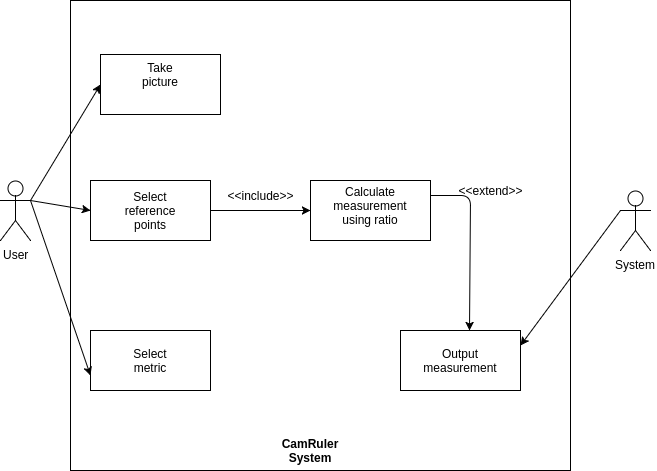 Take
picture
Select
reference
points
<<include>>
Calculate
measurement
using ratio
<<extend>>
User
System
Select
metric
Output
measurement
CamRuler
System